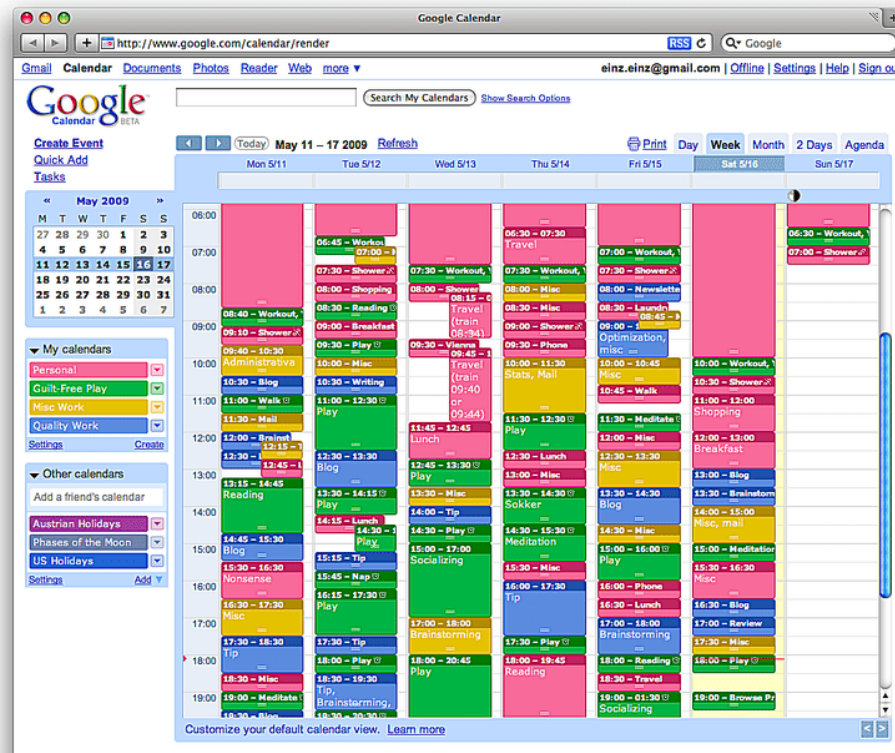 Google Calendar
http://www.google.com/calendar/render
RSS
Google
Gmail Calendar Documents Photos Reader Web more ▼
einz.einz@gmail.com | Offline | Settings | Help | Sign
Google
Calendar BETA
Search My Calendars
Show Search Options
Create Event
Quick Add
Tasks
Today May 11 – 17 2009 Refresh
Print Day Week Month 2 Days Agenda
« May 2009 »
M T W T F S S
27 28 29 30 1 2 3
4 5 6 7 8 9 10
11 12 13 14 15 16 17
18 19 20 21 22 23 24
25 26 27 28 29 30 31
1 2 3 4 5 6 7
My calendars
Personal
Guilt-Free Play
Misc Work
Quality Work
Settings Create
Other calendars
Add a friend's calendar
Austrian Holidays
Phases of the Moon
US Holidays
Settings Add ▼
Mon 5/11 Tue 5/12 Wed 5/13 Thu 5/14 Fri 5/15 Sat 5/16 Sun 5/17
06:00
07:00
08:00
09:00
10:00
11:00
12:00
13:00
14:00
15:00
16:00
17:00
18:00
19:00
08:40 – Workout,
09:10 – Shower
09:40 – 10:30
Administrativa
10:30 – Blog
11:00 – Walk
11:30 – Mail
12:00 – Brainst
12:15 –
12:30 –
12:45 –
13:15 – 14:45
Reading
14:45 – 15:30
Blog
15:30 – 16:30
Nonsense
16:30 – 17:30
Misc
17:30 – 18:30
Tip
18:30 – Misc
19:00 – Meditate
19:30 – Blog
06:45 – Workou
07:00 –
07:30 – Shower
08:00 – Shopping
08:30 – Reading
09:00 – Breakfast
09:30 – Play
10:00 – Misc
10:30 – Writing
11:00 – 12:30
Play
12:30 – 13:30
Blog
13:30 – 14:15
Play
14:15 – Lunch
14:30 –
Play
15:15 – Tip
15:45 – Nap
16:15 – 17:30
Play
17:30 – Tip
18:00 – Play
18:30 – 19:30
Tip,
Brainstorming,
19:30 – 20:30
07:30 – Workout,
08:00 – Shower
08:15 –
Travel
(train
08:34)
09:30 – Vienna
09:45 –
Travel
(train
09:40
or
09:44)
11:45 – 12:45
Lunch
12:45 – 13:30
Play
13:30 – Misc
14:00 – Tip
14:30 – Play
15:00 – 17:00
Socializing
17:00 – 18:00
Brainstorming
18:00 – 20:45
Play
06:30 – 07:30
Travel
07:30 – Workout,
08:00 – Misc
08:30 – Misc
09:00 – Shower
09:30 – Phone
10:00 – 11:30
Stats, Mail
11:30 – 12:30
Play
12:30 – Lunch
13:00 – Misc
13:30 – 14:30
Sokker
14:30 – 15:30
Meditation
15:30 – Misc
16:00 – 17:30
Tip
17:30 – Play
18:00 – 19:45
Reading
07:00 – Workout,
07:30 – Shower
08:00 – Newslette
08:30 – Laundr
08:45 –
09:00 –
Optimization,
misc
10:00 – 10:45
Misc
10:45 – Walk
11:30 – Meditate
12:00 – Misc
12:30 – 13:30
Misc
13:30 – 14:30
Blog
14:30 – Misc
15:00 – 16:00
Play
16:00 – Phone
16:30 – Lunch
17:00 – 18:00
Brainstorming
18:00 – Reading
18:30 – Travel
19:00 – 01:30
Socializing
10:00 – Workout,
10:30 – Shower
11:00 – 12:00
Shopping
12:00 – 13:00
Breakfast
13:00 – Blog
13:30 – Brainstorm
14:00 – 15:00
Misc, mail
15:00 – Meditation
15:30 – 16:30
Misc
16:30 – Blog
17:00 – Review
17:30 – Misc
18:00 – Play
19:00 – Browse Pr
06:30 – Workout,
07:00 – Shower
Customize your default calendar view. Learn more